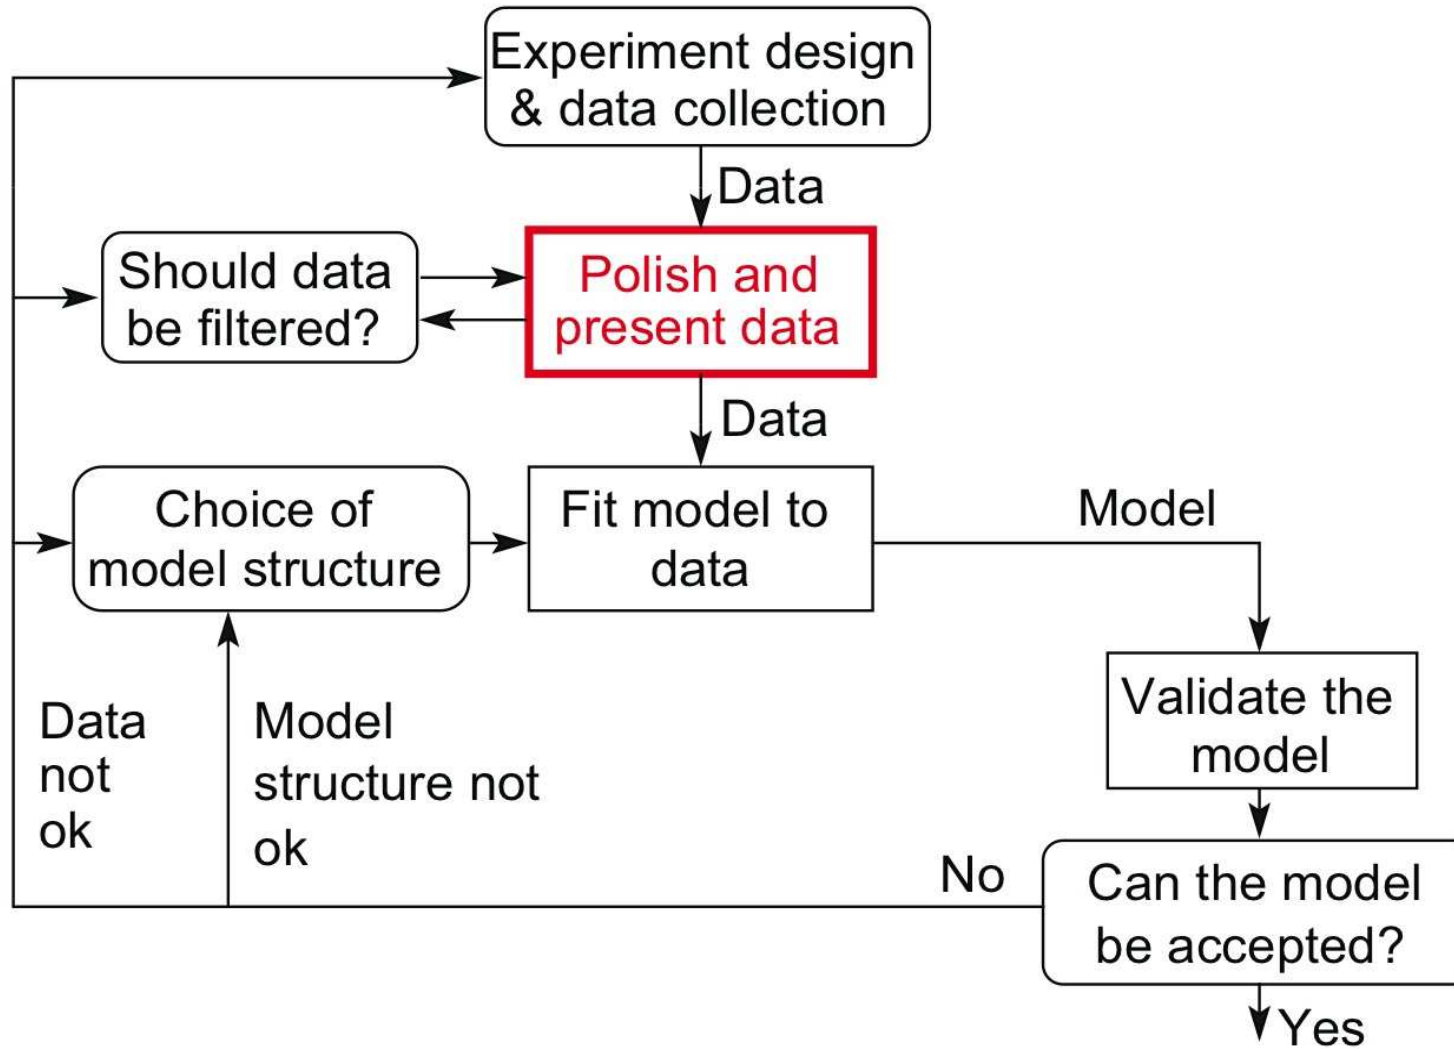 Experiment design
& data collection
Data
Should data
be filtered?
Polish and
present data
Data
Choice of
model structure
Fit model to
data
Model
Validate the
model
Data
not
ok
Model
structure not
ok
No
Can the model
be accepted?
Yes